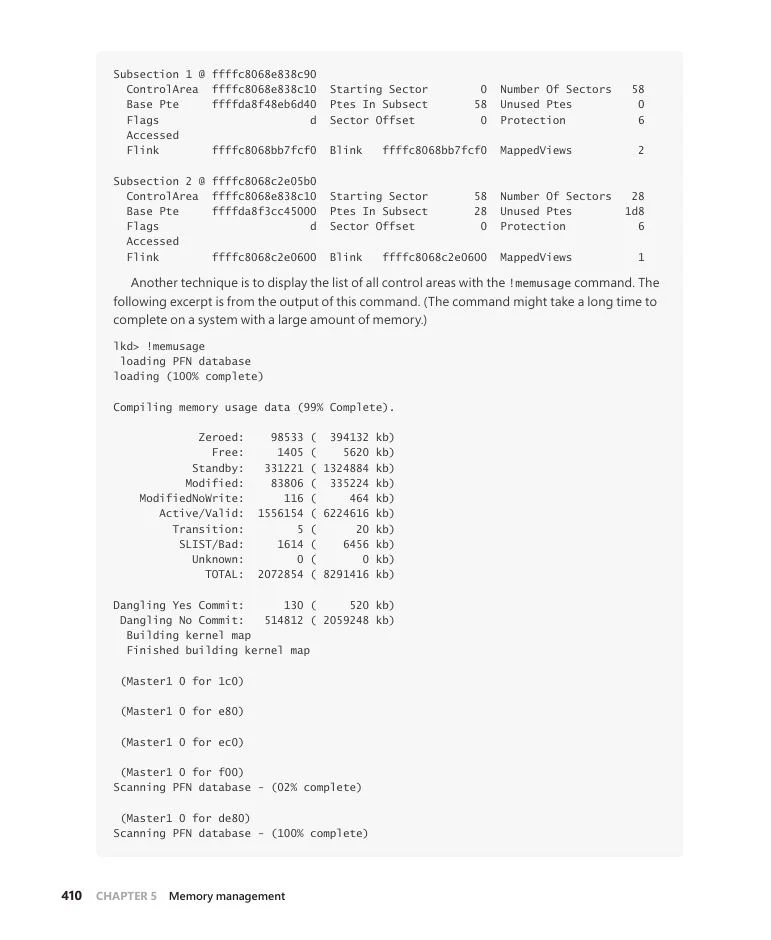 Subsection 1 @ ffffc8068e838c90
ControlArea ffffc8068e838c10 Starting Sector 0 Number Of Sectors 58
Base Pte ffffda8f48eb6d40 Ptes In Subsect 58 Unused Ptes 0
Flags d Sector Offset 0 Protection 6
Accessed
Flink ffffc8068bb7fcf0 Blink ffffc8068bb7fcf0 MappedViews 2
Subsection 2 @ ffffc8068c2e05b0
ControlArea ffffc8068e838c10 Starting Sector 58 Number Of Sectors 28
Base Pte ffffda8f3cc45000 Ptes In Subsect 28 Unused Ptes 1d8
Flags d Sector Offset 0 Protection 6
Accessed
Flink ffffc8068c2e0600 Blink ffffc8068c2e0600 MappedViews 1
Another technique is to display the list of all control areas with the !memusage command. The
following excerpt is from the output of this command. (The command might take a long time to
complete on a system with a large amount of memory.)
lkd> !memusage
loading PFN database
loading (100% complete)
Compiling memory usage data (99% Complete).
Zeroed: 98533 ( 394132 kb)
Free: 1405 ( 5620 kb)
Standby: 331221 ( 1324884 kb)
Modified: 83806 ( 335224 kb)
ModifiedNoWrite: 116 ( 464 kb)
Active/Valid: 1556154 ( 6224616 kb)
Transition: 5 ( 20 kb)
SLIST/Bad: 1614 ( 6456 kb)
Unknown: 0 ( 0 kb)
TOTAL: 2072854 ( 8291416 kb)
Dangling Yes Commit: 130 ( 520 kb)
Dangling No Commit: 514812 ( 2059248 kb)
Building kernel map
Finished building kernel map
(Master1 0 for 1c0)
(Master1 0 for e80)
(Master1 0 for ec0)
(Master1 0 for f00)
Scanning PFN database - (02% complete)
(Master1 0 for de80)
Scanning PFN database - (100% complete)
410 CHAPTER 5 Memory management